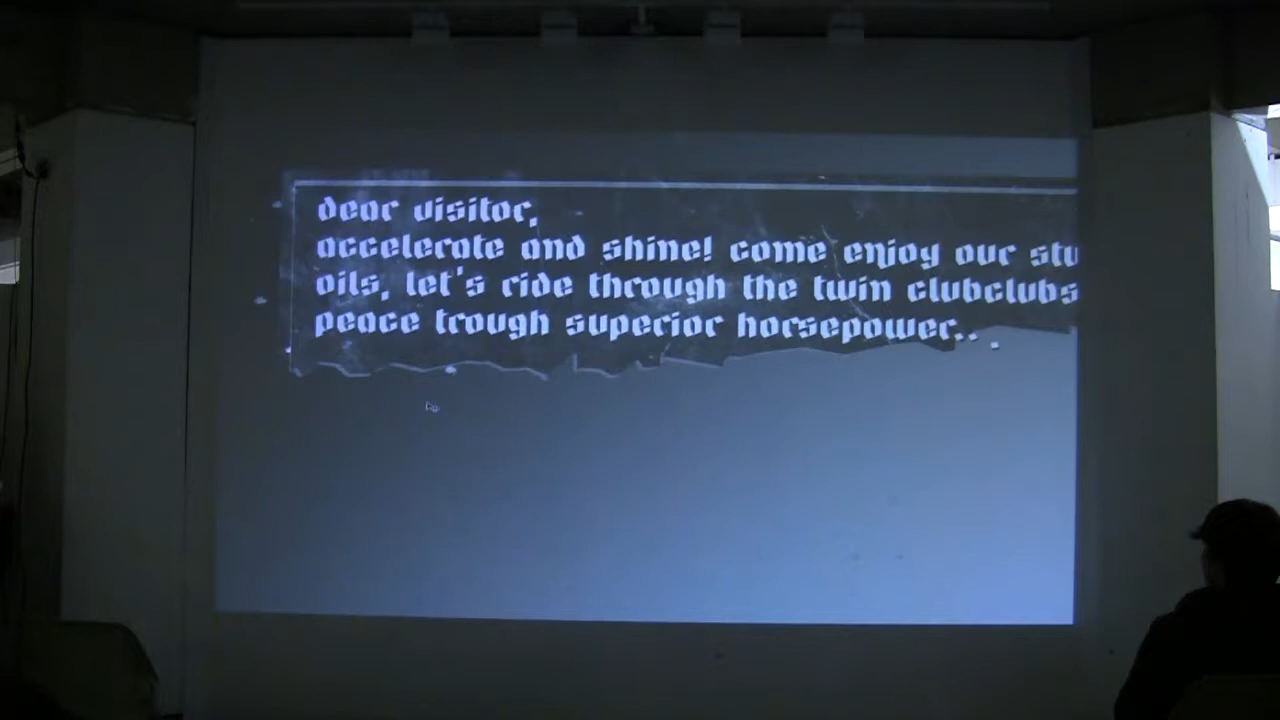 dear visitor,
accelerate and shine! come enjoy our
oils, let's ride through the twin clubclubs
peace trough superior horsepower..